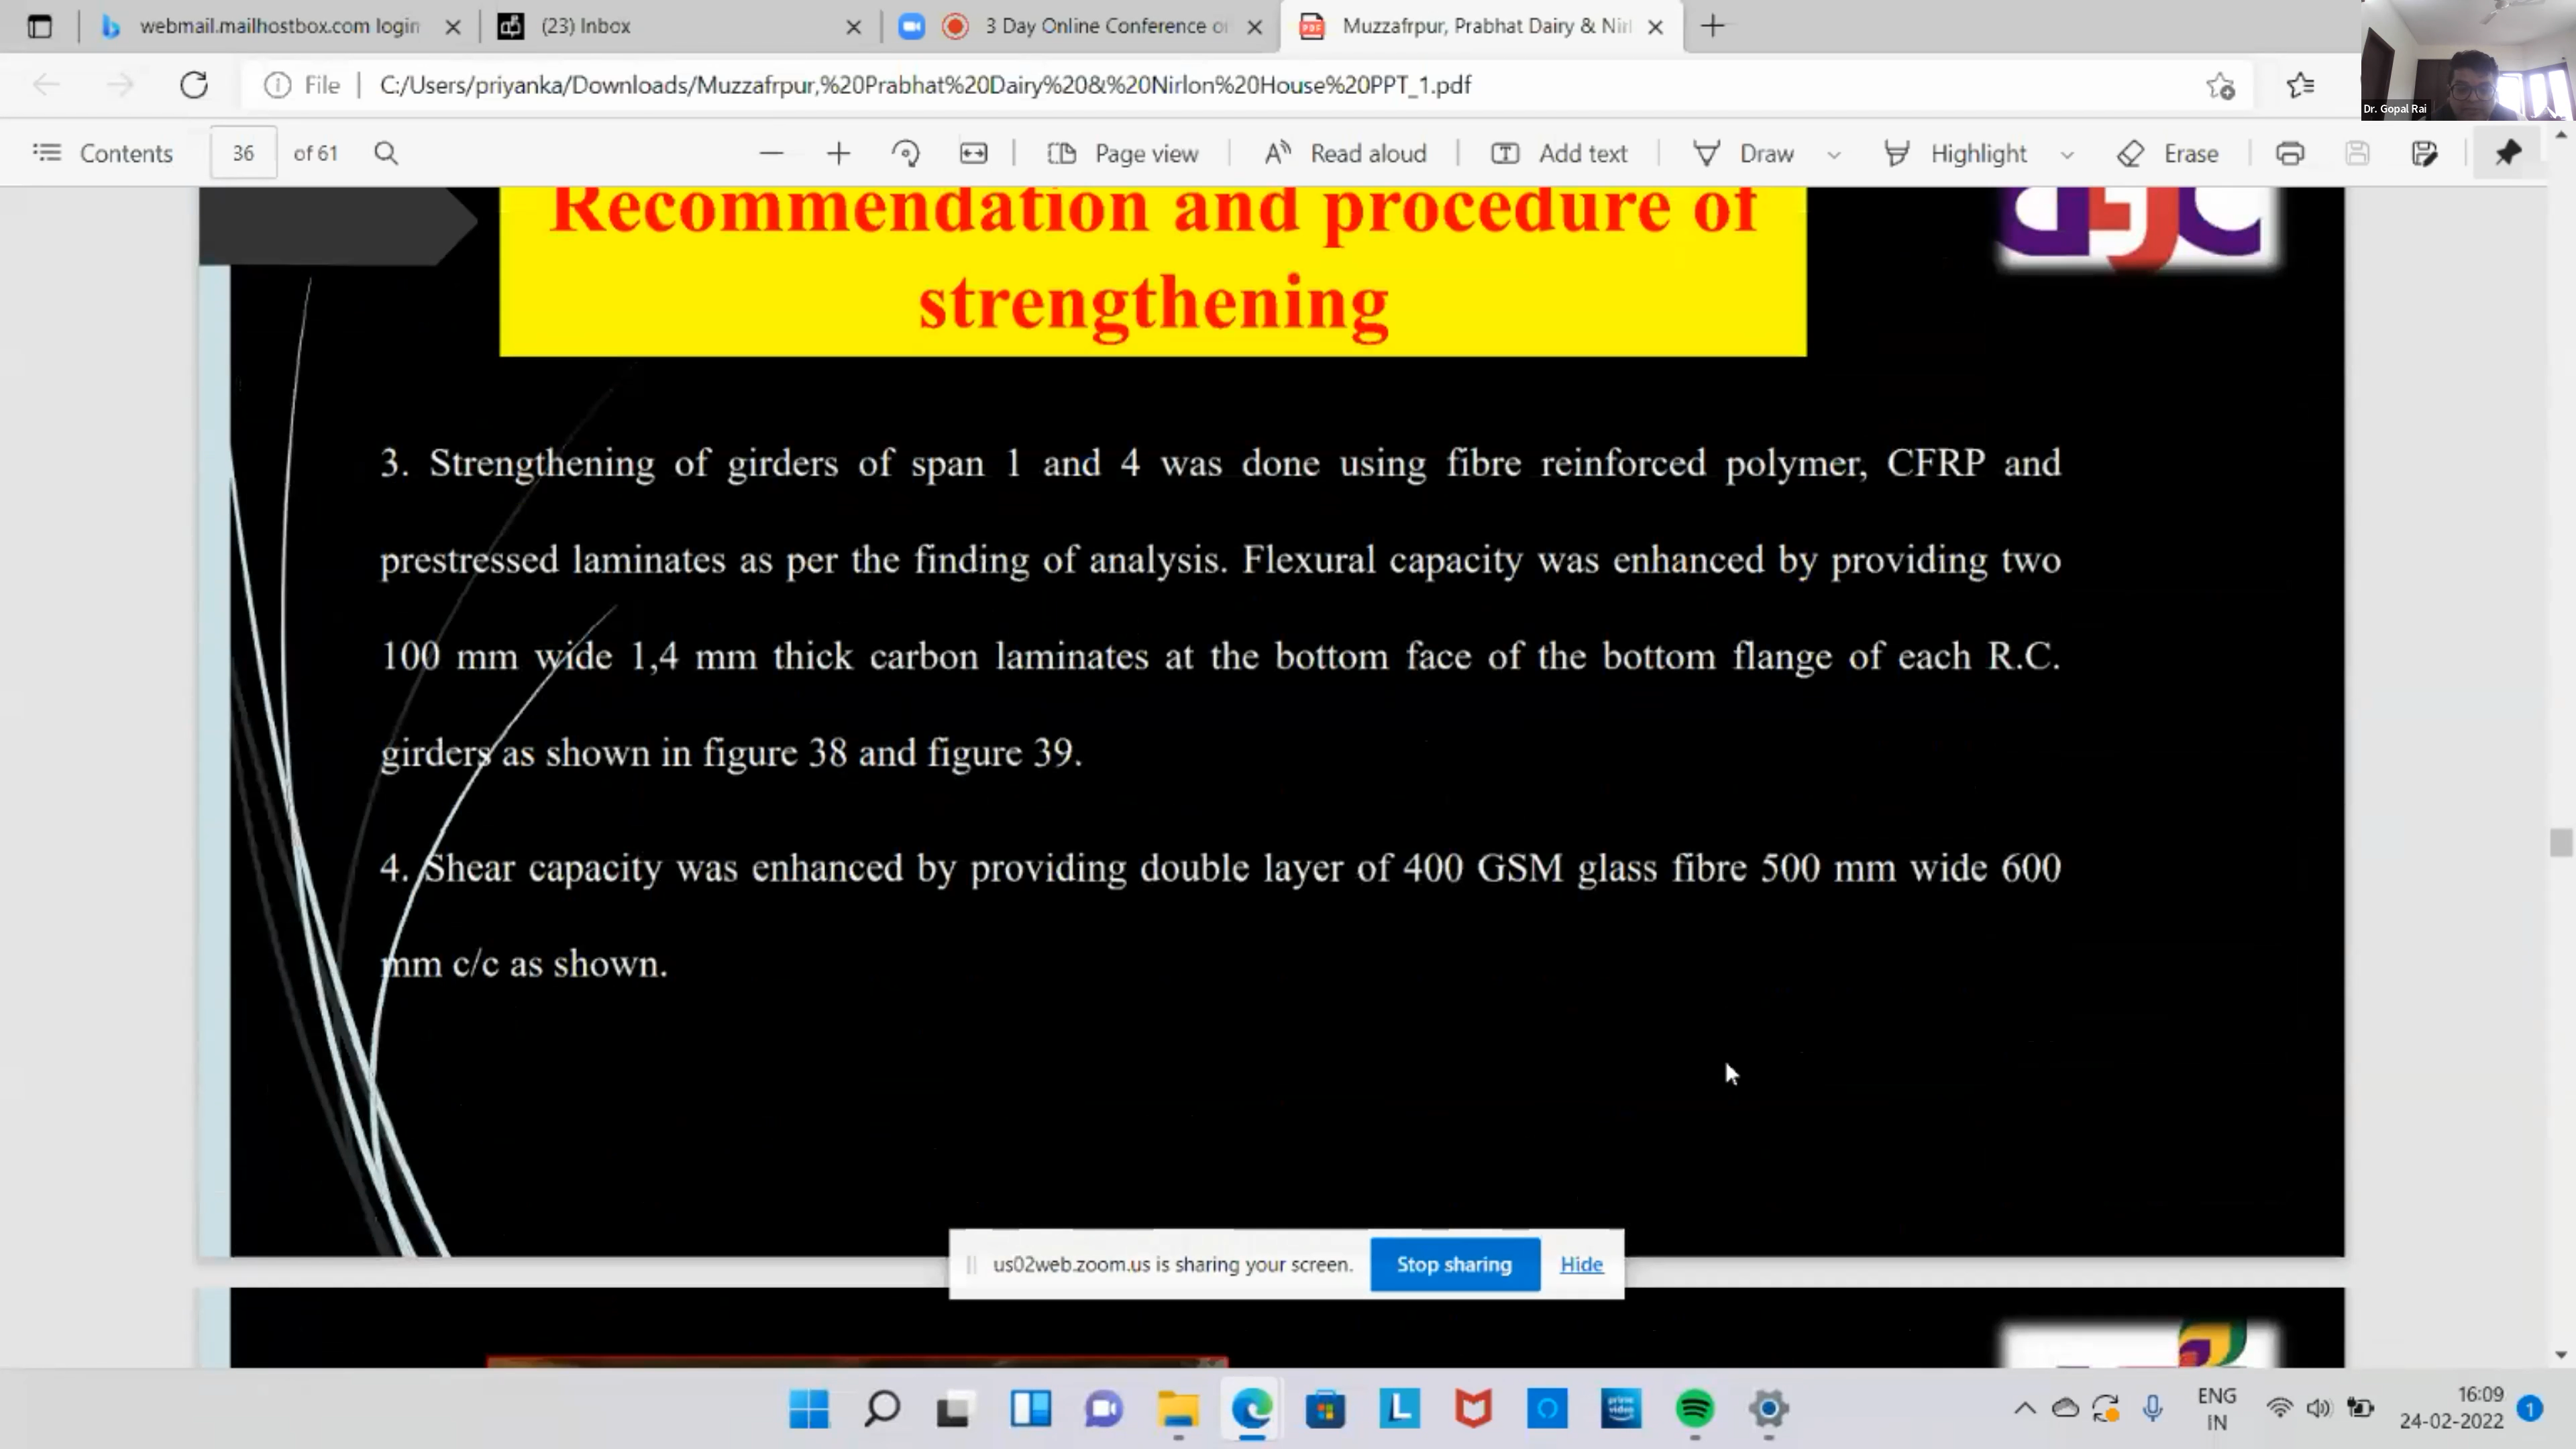 webmail.mailhostbox.com login
(23) Inbox
3 Day Online Conference o
Muzzafrpur, Prabhat Dairy & Nirl
File
C:/Users/priyanka/Downloads/Muzzafrpur,%20Prabhat%20Dairy%20&%20Nirlon%20House%20PPT_1.pdf
Dr. Gopal Rai
Contents
36 of 61
Page view
Read aloud
Add text
Draw
Highlight
Erase
Recommendation and procedure of
strengthening
3. Strengthening of girders of span 1 and 4 was done using fibre reinforced polymer, CFRP and
prestressed laminates as per the finding of analysis. Flexural capacity was enhanced by providing two
100 mm wide 1,4 mm thick carbon laminates at the bottom face of the bottom flange of each R.C.
girders as shown in figure 38 and figure 39.
4. Shear capacity was enhanced by providing double layer of 400 GSM glass fibre 500 mm wide 600
mm c/c as shown.
us02web.zoom.us is sharing your screen.
Stop sharing
Hide
prime video
ENG
IN
16:09
24-02-2022
1